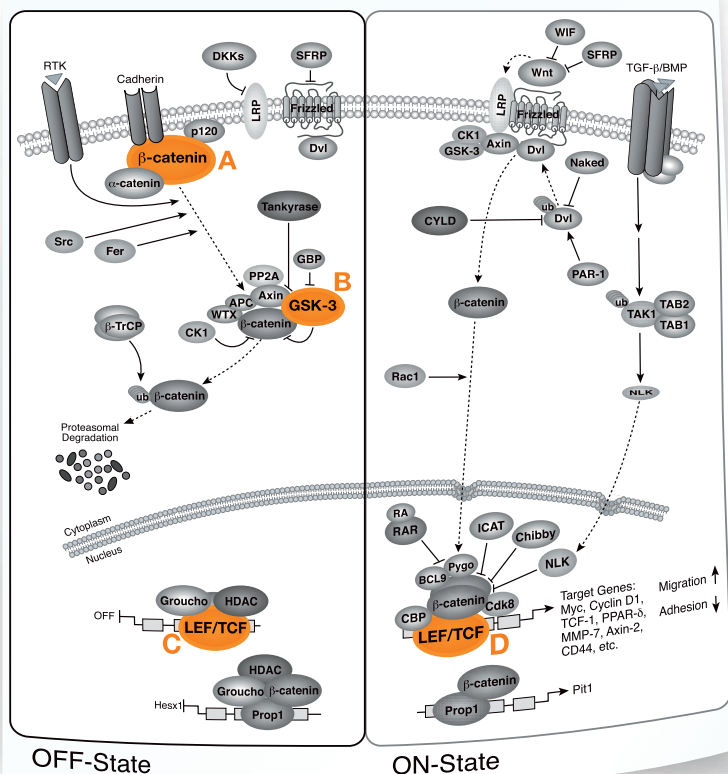 RTK
Cadherin
DKKs
SFRP
LRP
Frizzled
p120
β-catenin
A
α-catenin
Dvl
Src
Fer
Tankyrase
GBP
B
PP2A
Axin
APC
WTX
GSK-3
β-catenin
CK1
β-TrCP
ub
β-catenin
Proteasomal
Degradation
Cytoplasm
Nucleus
Groucho
HDAC
OFF
C
LEF/TCF
HDAC
Groucho
β-catenin
Hesx1
Prop1
OFF-State
WIF
SFRP
Wnt
TGF-β/BMP
LRP
Frizzled
CK1
GSK-3
Axin
Dvl
Naked
ub
Dvl
CYLD
PAR-1
β-catenin
ub
TAK1
TAB2
TAB1
Rac1
NLK
RA
RAR
ICAT
Chibby
Pygo
BCL9
NLK
β-catenin
Cdk8
CBP
LEF/TCF
D
Target Genes:
Myc, Cyclin D1,
TCF-1, PPAR-δ,
MMP-7, Axin-2,
CD44, etc.
Migration
Adhesion
β-catenin
Prop1
Pit1
ON-State